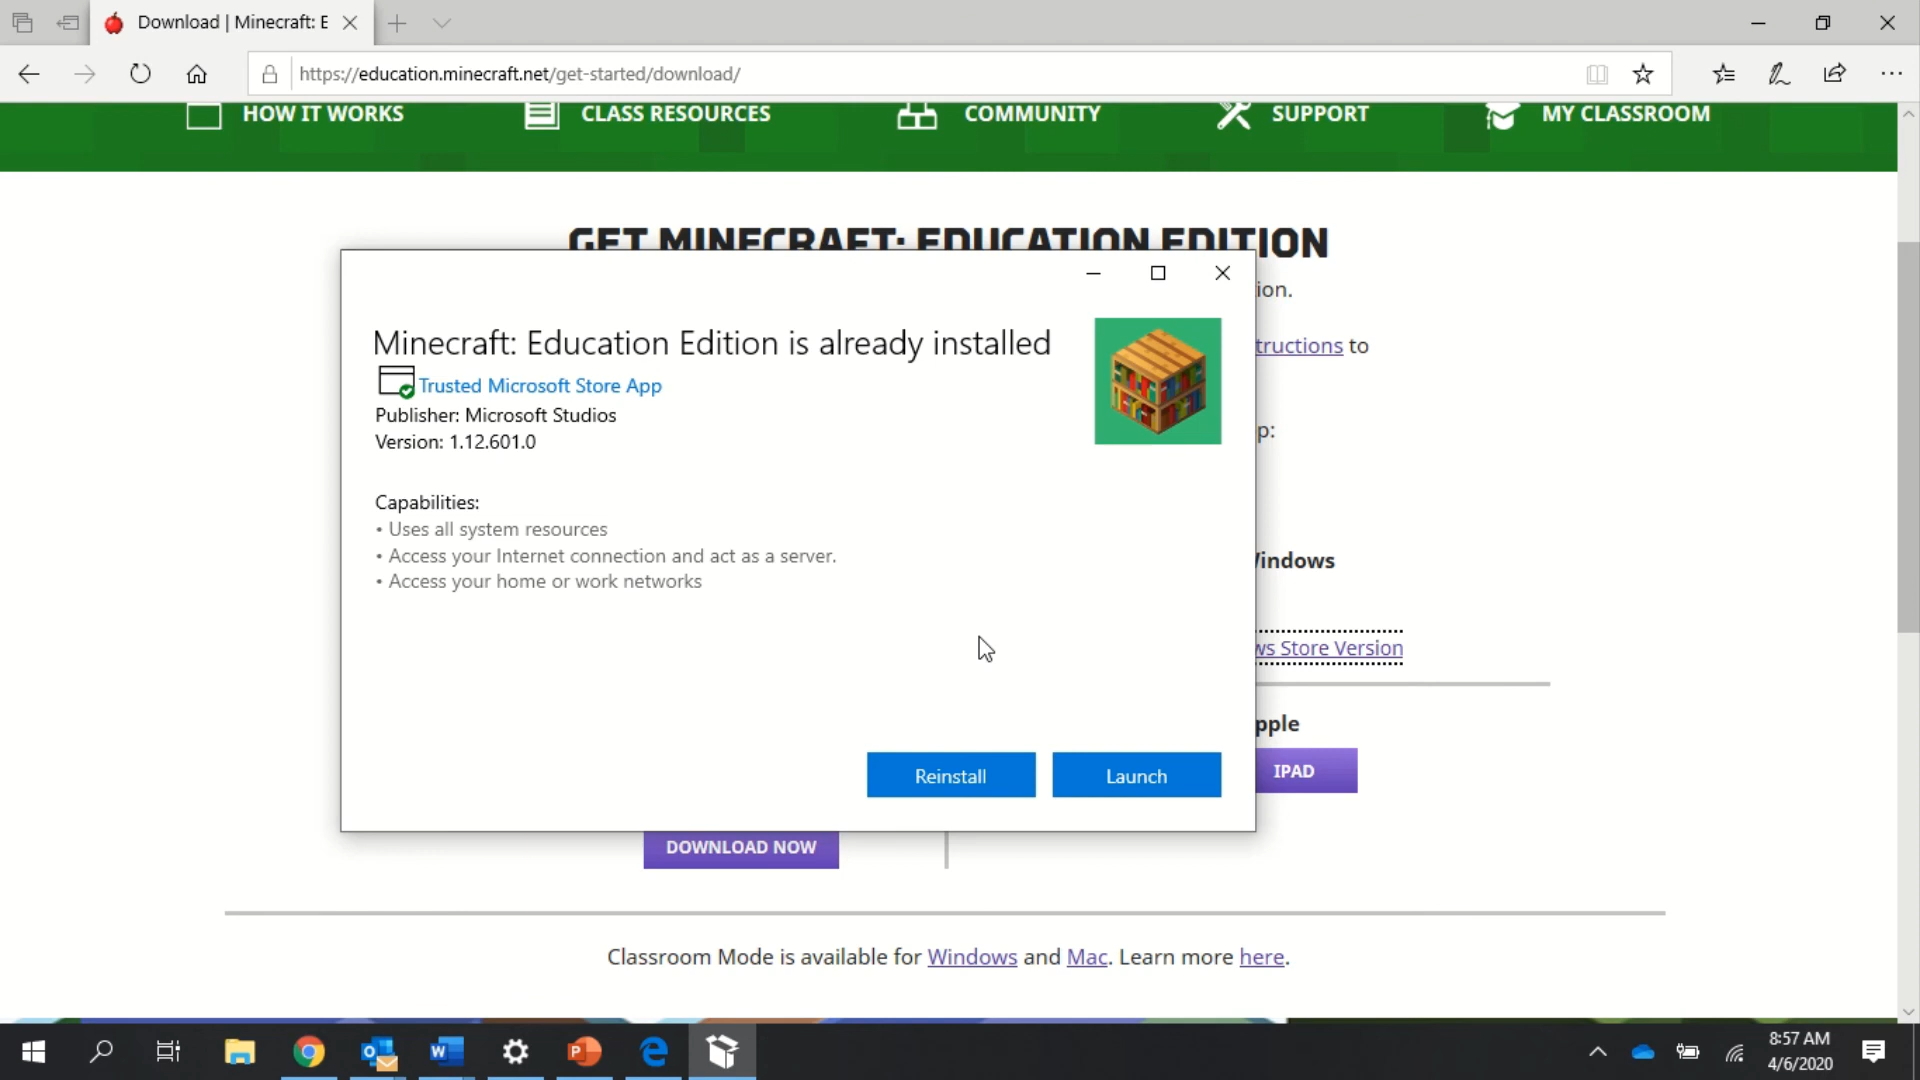 Download | Minecraft: E
https://education.minecraft.net/get-started/download/
HOW IT WORKS
CLASS RESOURCES
COMMUNITY
SUPPORT
MY CLASSROOM
GET MINECRAFT: EDUCATION EDITION
ion.
Minecraft: Education Edition is already installed
tructions to
Trusted Microsoft Store App
Publisher: Microsoft Studios
Version: 1.12.601.0
p:
Capabilities:
• Uses all system resources
• Access your Internet connection and act as a server.
• Access your home or work networks
Windows
ws Store Version
pple
Reinstall
Launch
IPAD
DOWNLOAD NOW
Classroom Mode is available for Windows and Mac. Learn more here.
8:57 AM
4/6/2020